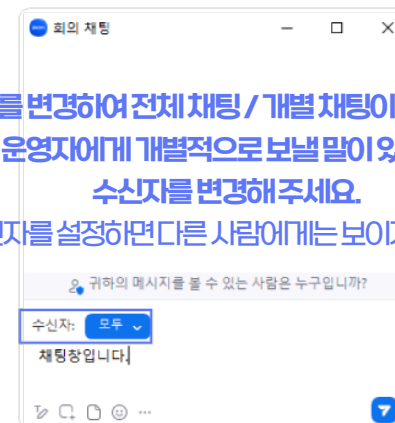 회의 채팅
를 변경하여 전체 채팅 / 개별 채팅이
운영자에게 개별적으로 보낼 말이
수신자를 변경해 주세요.
자를 설정하면 다른 사람에게는
귀하의 메시지를 볼 수 있는 사람은 누구입니까?
수신자: 모두
채팅창입니다.